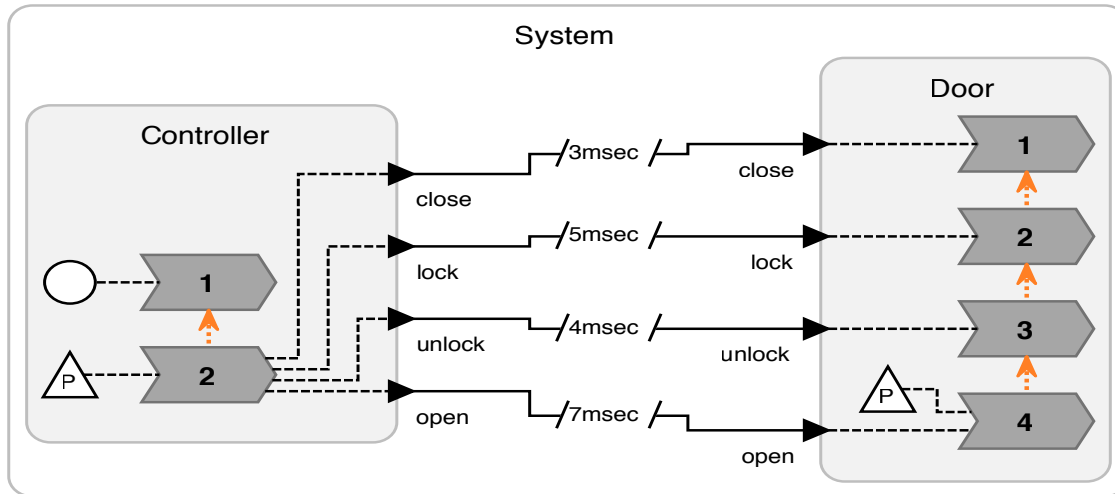 System
Controller
Door
close
3msec
close
1
lock
5msec
lock
2
1
unlock
4msec
unlock
3
P
2
open
7msec
open
P
4